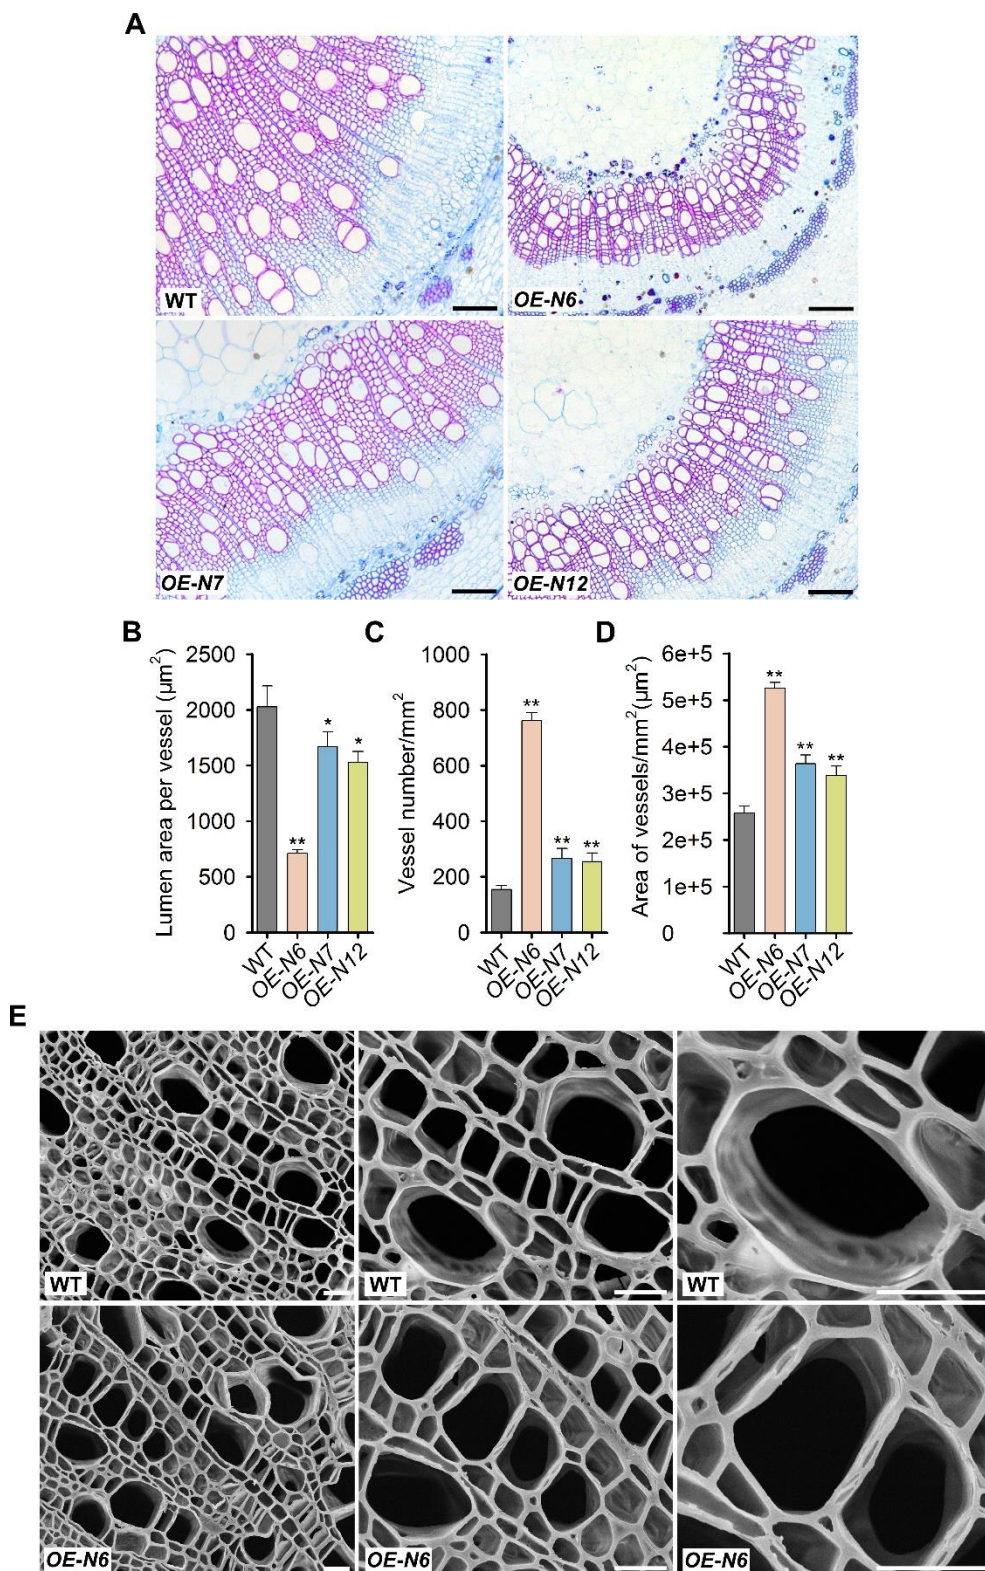 A
WT
OE-N6
OE-N7
OE-N12
B
Lumen area per vessel (µm²)
2500
2000
1500
1000
500
0
**
*
*
WT
OE-N6
OE-N7
OE-N12
C
Vessel number/mm²
1000
800
600
400
200
0
**
**
**
WT
OE-N6
OE-N7
OE-N12
D
Area of vessels/mm²(µm²)
6e+5
5e+5
4e+5
3e+5
2e+5
1e+5
0
**
**
**
WT
OE-N6
OE-N7
OE-N12
E
WT
WT
WT
OE-N6
OE-N6
OE-N6